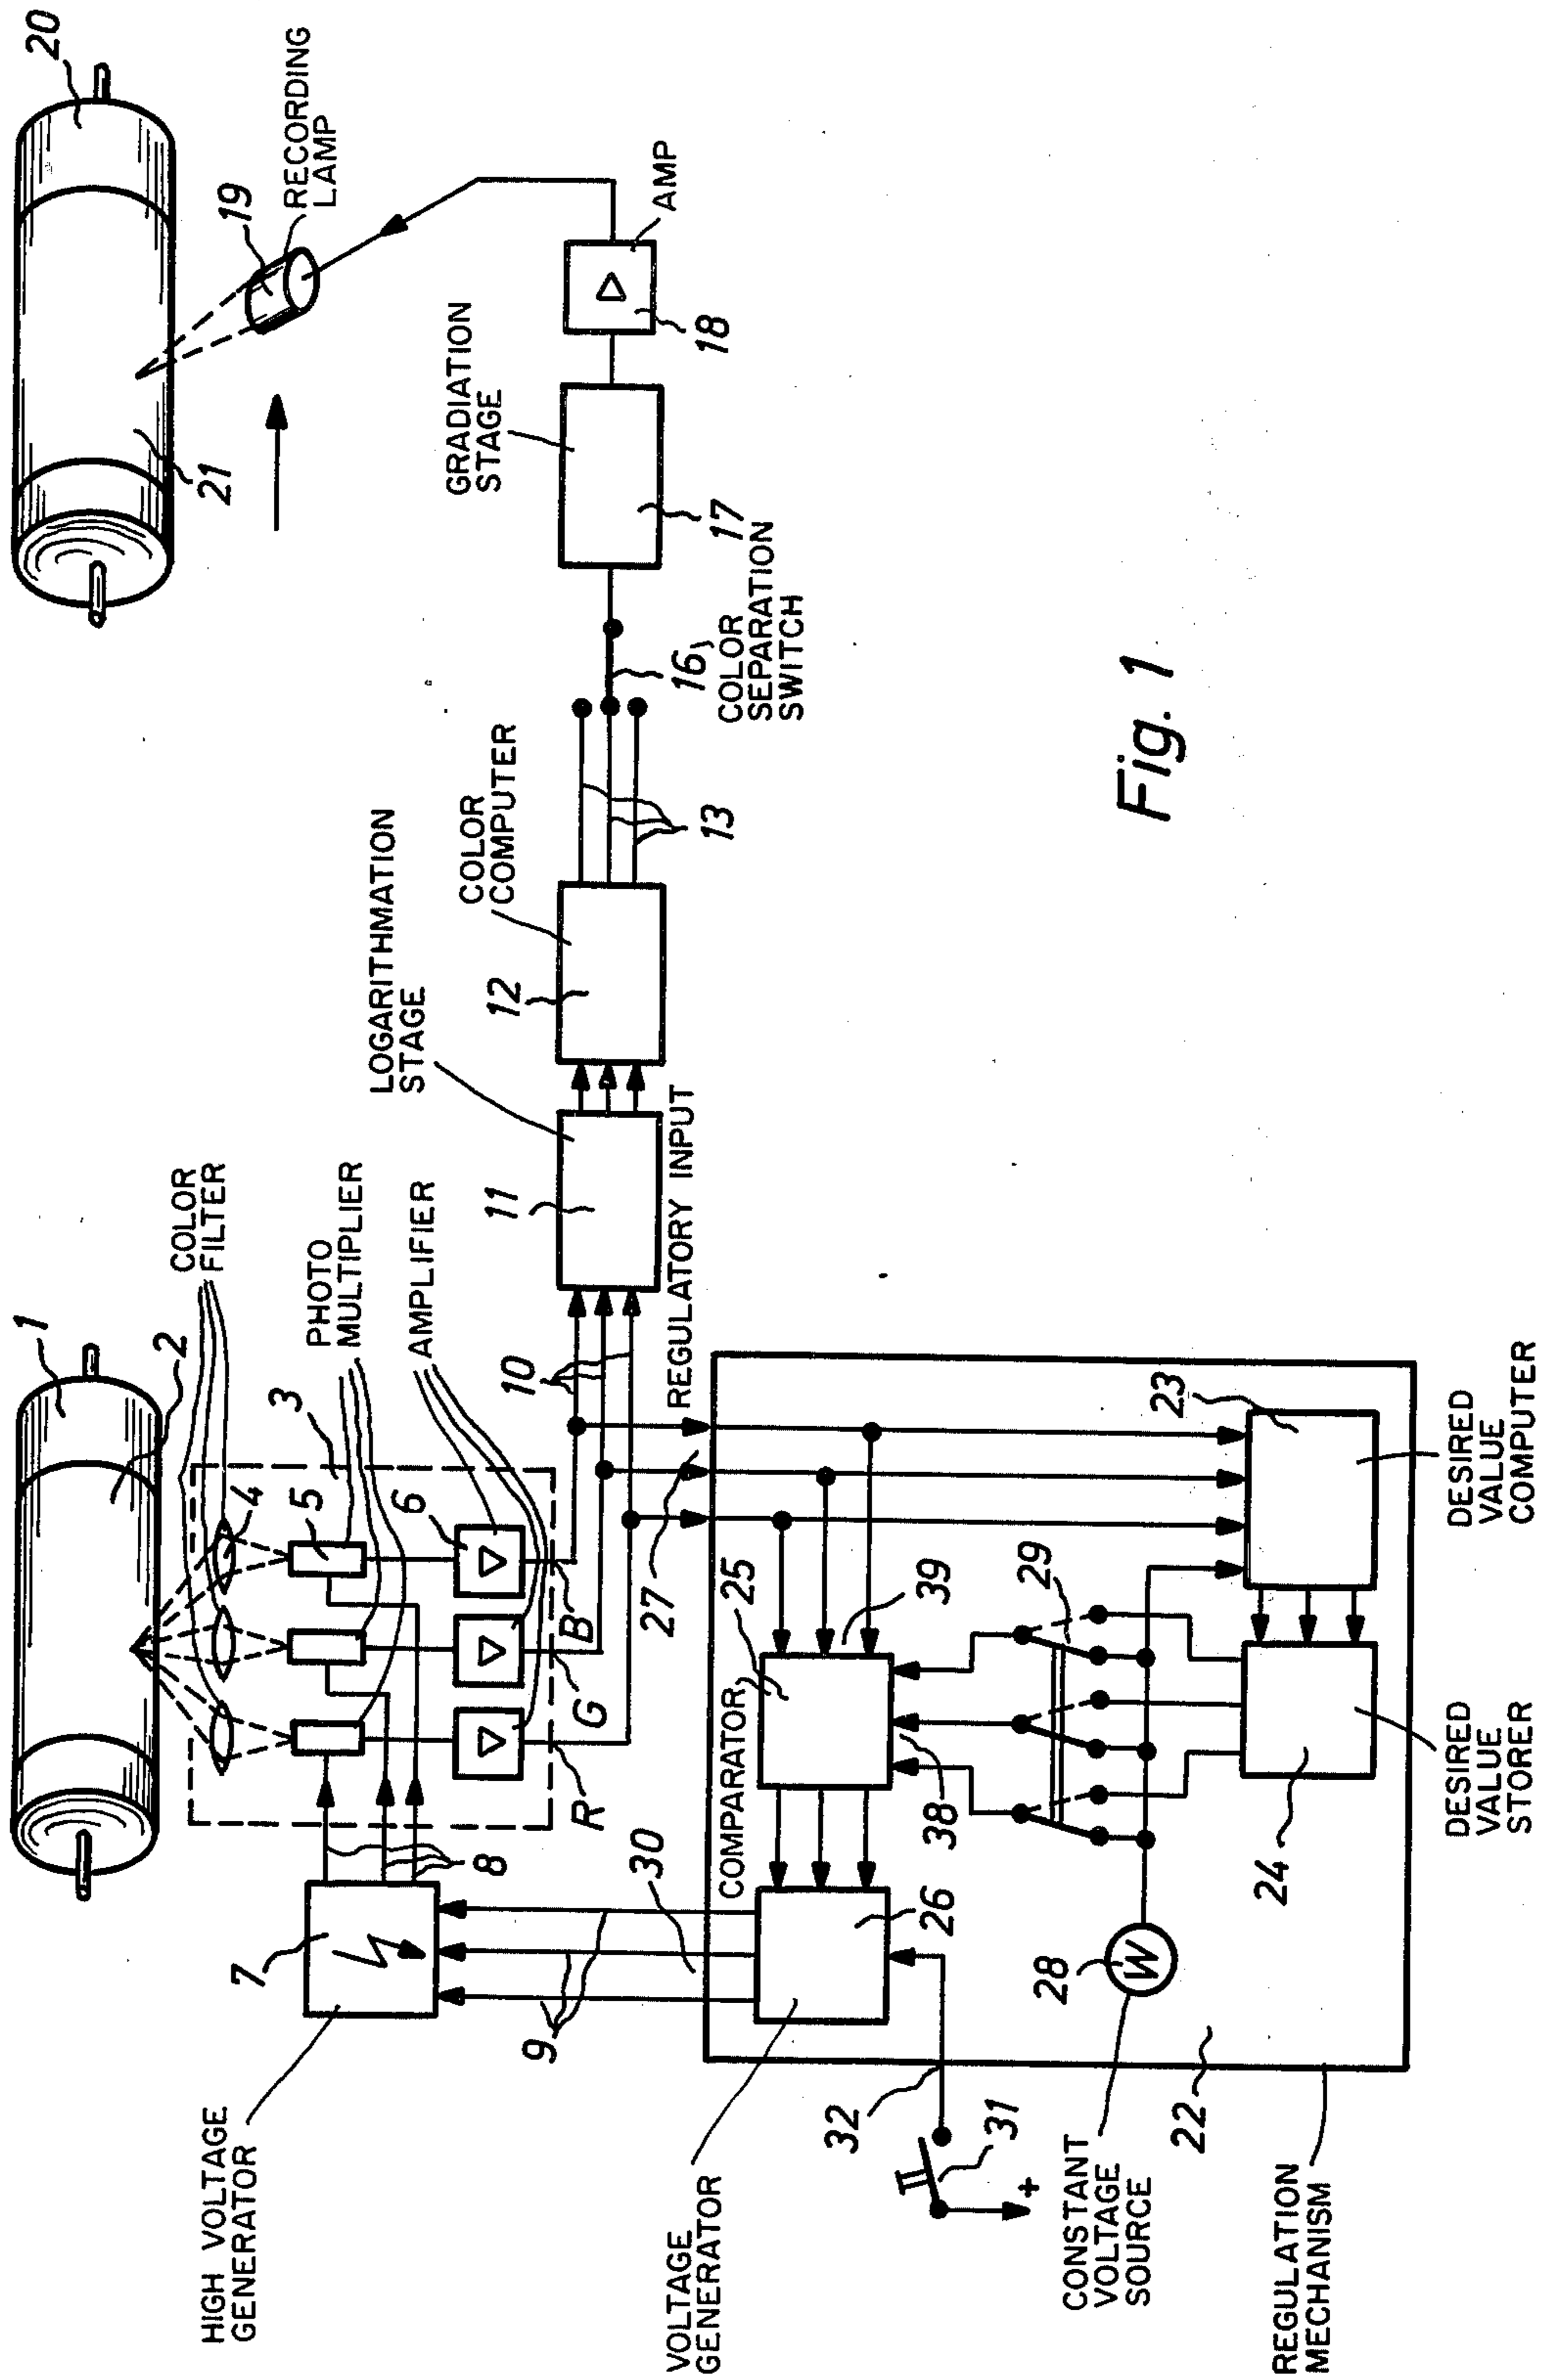 1
2
COLOR
FILTER
3
4
PHOTO
MULTIPLIER
5
AMPLIFIER
6
HIGH VOLTAGE
GENERATOR
7
8
9
30
R
G
B
10
27
REGULATORY INPUT
11
LOGARITHMATION
STAGE
12
COLOR
COMPUTER
13
16
COLOR
SEPARATION
SWITCH
17
GRADIATION
STAGE
18
AMP
19
RECORDING
LAMP
20
21
COMPARATOR
25
39
38
26
VOLTAGE
GENERATOR
32
31
+
28
W
CONSTANT
VOLTAGE
SOURCE
29
23
DESIRED
VALUE
COMPUTER
24
DESIRED
VALUE
STORER
22
REGULATION
MECHANISM
Fig. 1